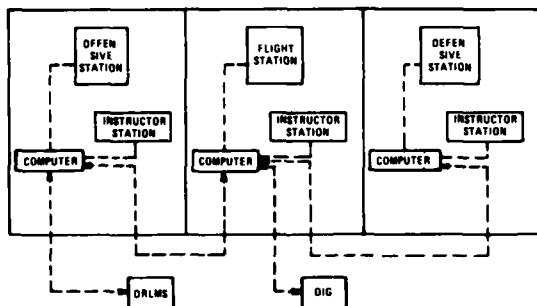 OFFEN
SIVE
STATION
INSTRUCTOR
STATION
COMPUTER
FLIGHT
STATION
INSTRUCTOR
STATION
COMPUTER
DEFEN
SIVE
STATION
INSTRUCTOR
STATION
COMPUTER
DRLMS
DIG